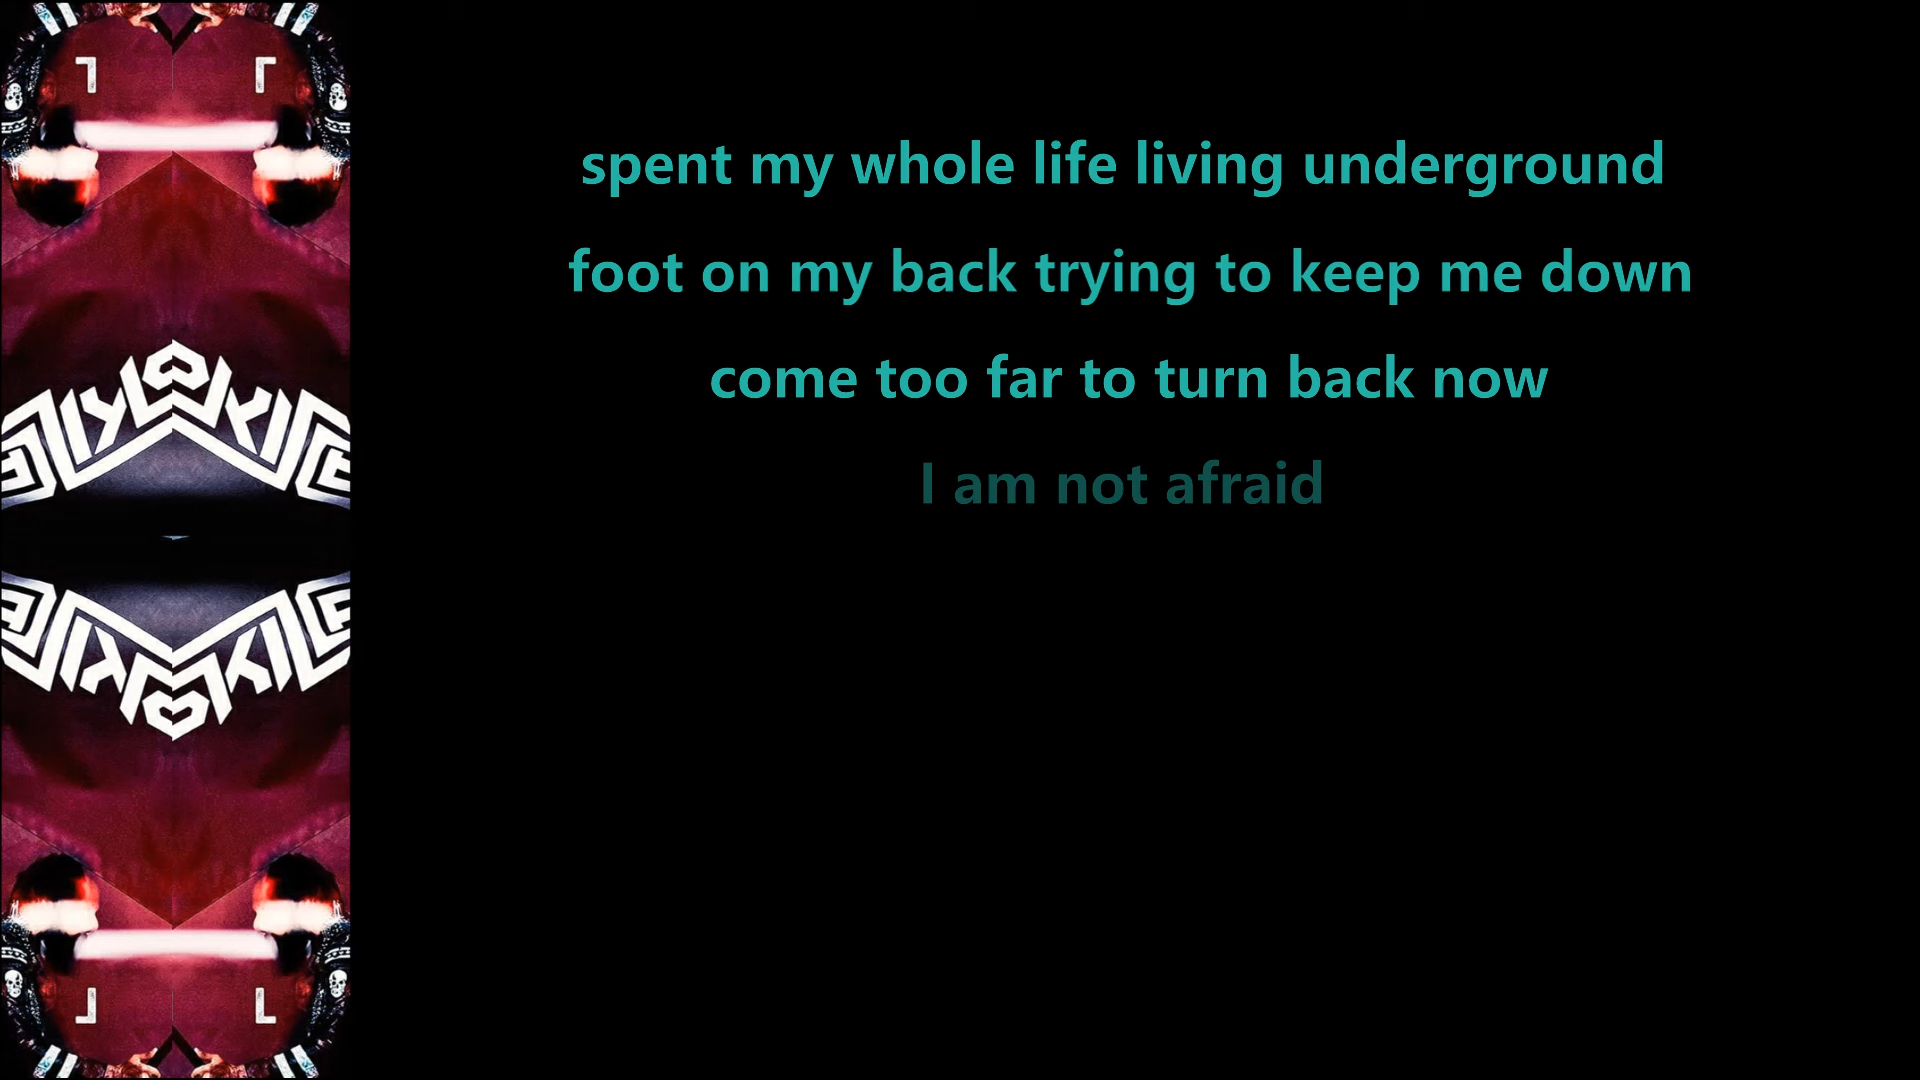 spent my whole life living underground
foot on my back trying to keep me down
come too far to turn back now
I am not afraid